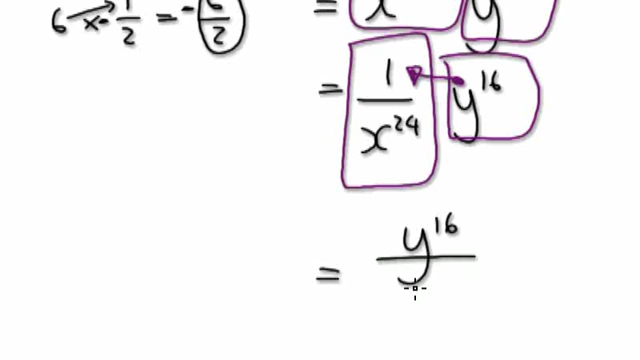 6 x - 1/2 = - 6/2
= x y
= 1/x^24 y^16
= y^16